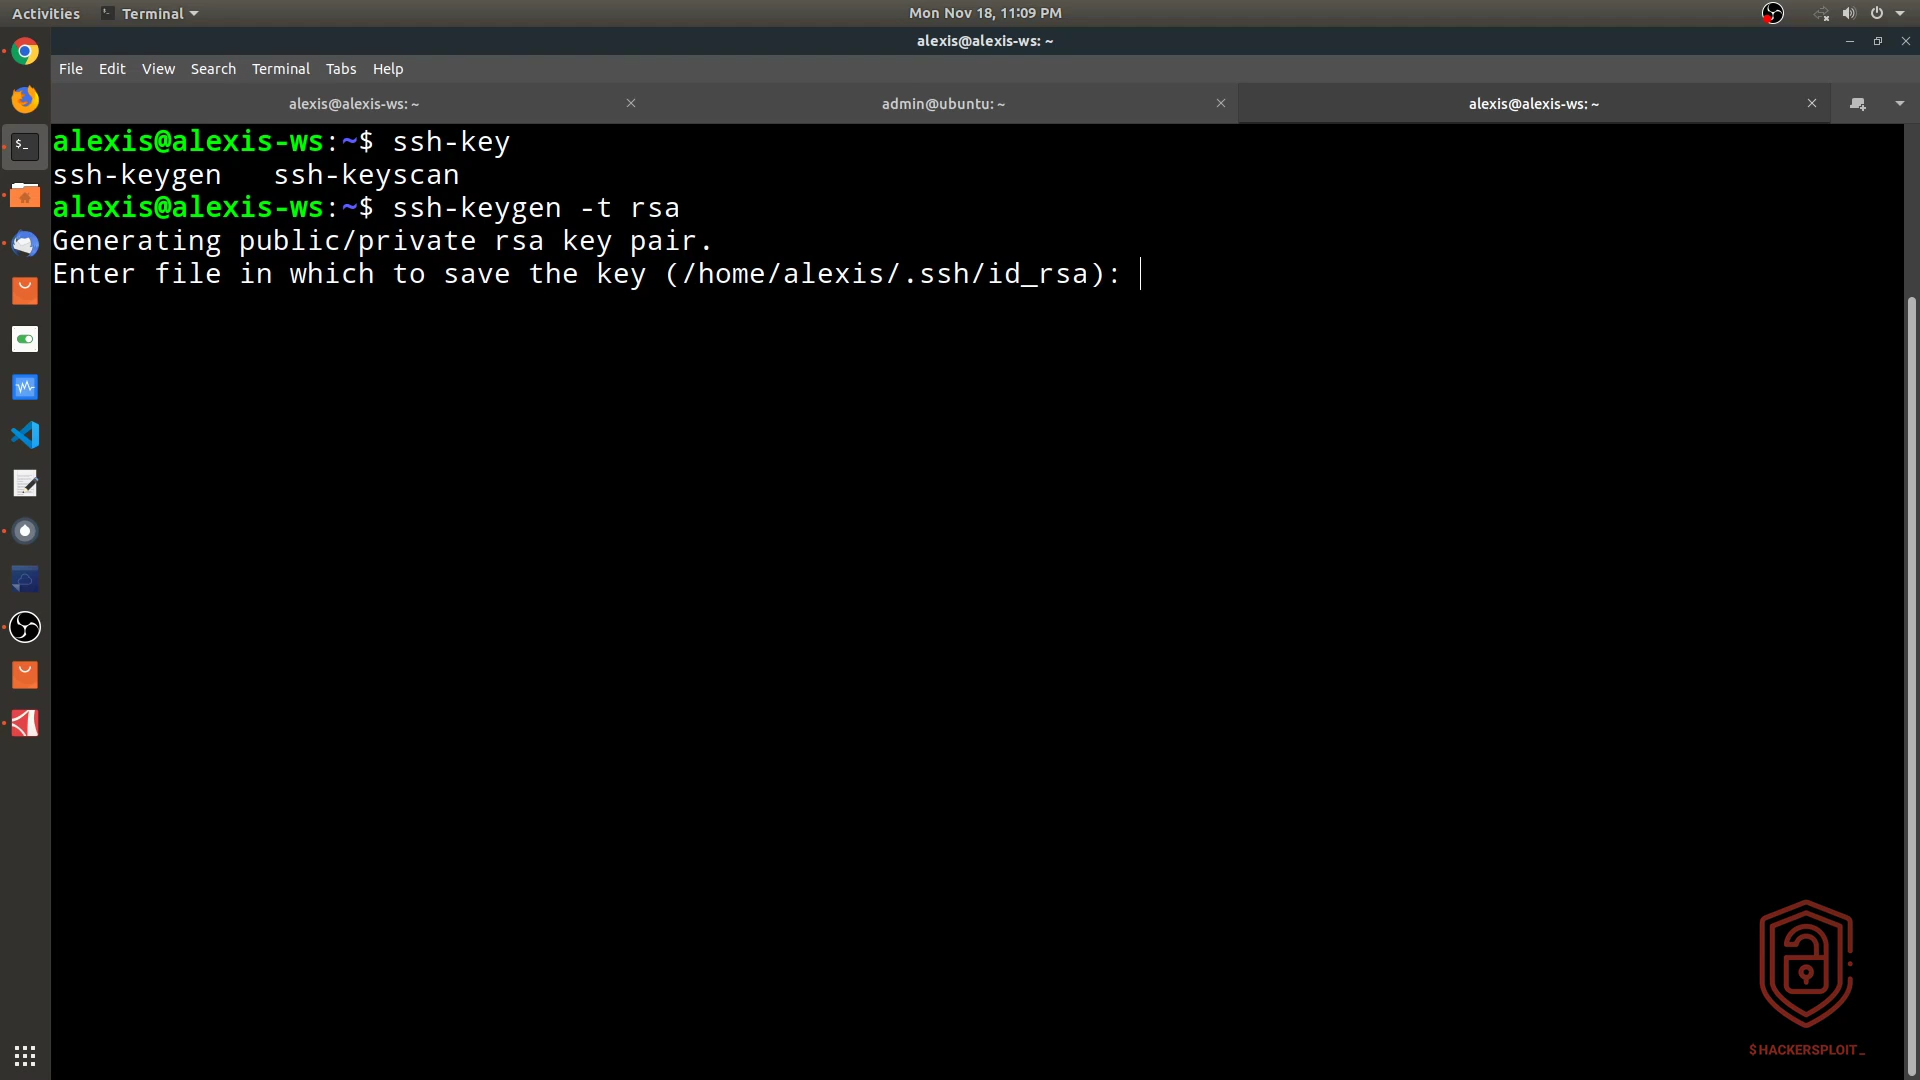 Activities Terminal Mon Nov 18, 11:09 PM
alexis@alexis-ws: ~
File Edit View Search Terminal Tabs Help
alexis@alexis-ws: ~ admin@ubuntu: ~ alexis@alexis-ws: ~
alexis@alexis-ws:~$ ssh-key
ssh-keygen ssh-keyscan
alexis@alexis-ws:~$ ssh-keygen -t rsa
Generating public/private rsa key pair.
Enter file in which to save the key (/home/alexis/.ssh/id_rsa):
$HACKERSPLOIT_